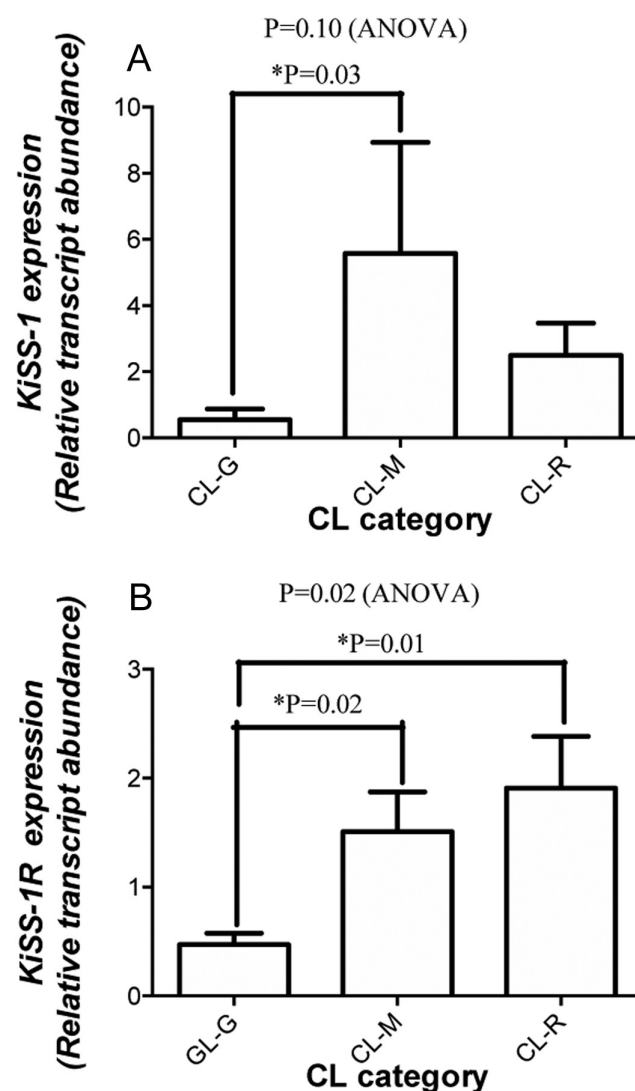 P=0.10 (ANOVA)
A
*P=0.03
KiSS-1 expression
(Relative transcript abundance)
10
8
6
4
2
0
CL-G
CL-M
CL-R
CL category
B
P=0.02 (ANOVA)
*P=0.01
*P=0.02
KiSS-1R expression
(Relative transcript abundance)
3
2
1
0
GL-G
CL-M
CL-R
CL category